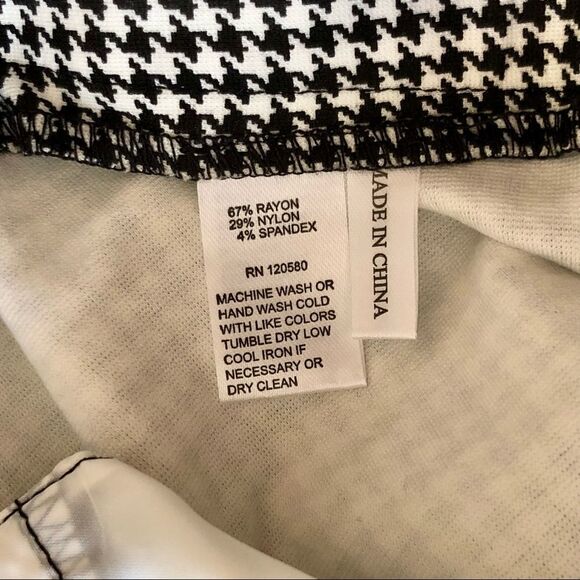 67% RAYON
29% NYLON
4% SPANDEX
RN 120580
MACHINE WASH OR
HAND WASH COLD
WITH LIKE COLORS
TUMBLE DRY LOW
COOL IRON IF
NECESSARY OR
DRY CLEAN
MADE IN CHINA